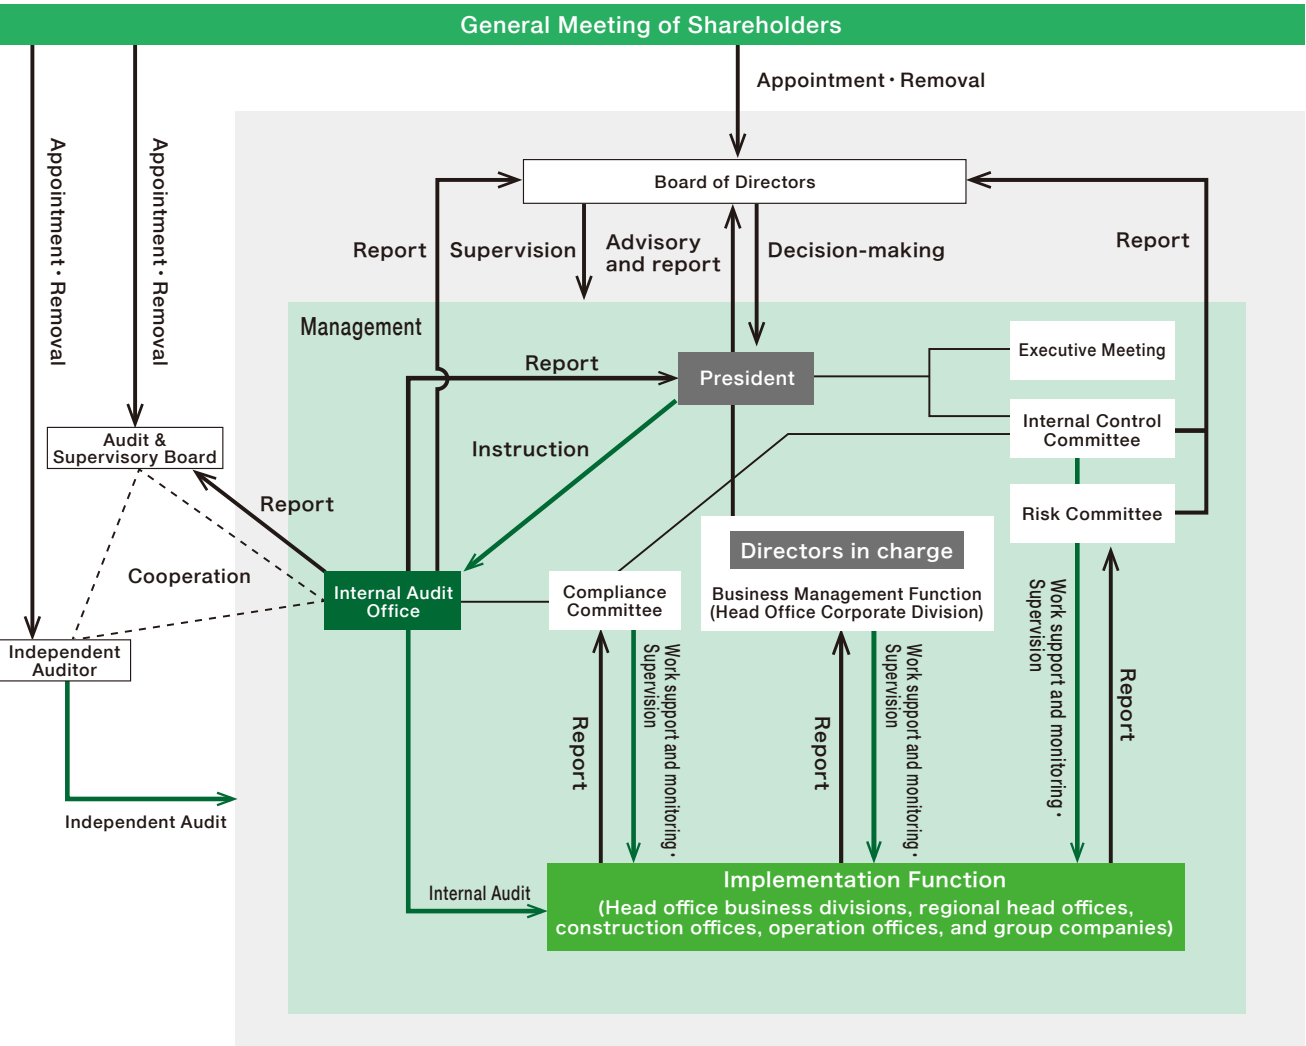 General Meeting of Shareholders
Appointment・Removal
Appointment・Removal
Appointment・Removal
Board of Directors
Report
Supervision
Advisory
and report
Decision-making
Report
Management
Report
President
Executive Meeting
Internal Control
Committee
Audit &
Supervisory Board
Instruction
Report
Risk Committee
Directors in charge
Cooperation
Internal Audit
Office
Compliance
Committee
Business Management Function
(Head Office Corporate Division)
Independent
Auditor
Report
Work support and monitoring・
Supervision
Report
Work support and monitoring・
Supervision
Work support and monitoring・
Supervision
Report
Independent Audit
Internal Audit
Implementation Function
(Head office business divisions, regional head offices,
construction offices, operation offices, and group companies)